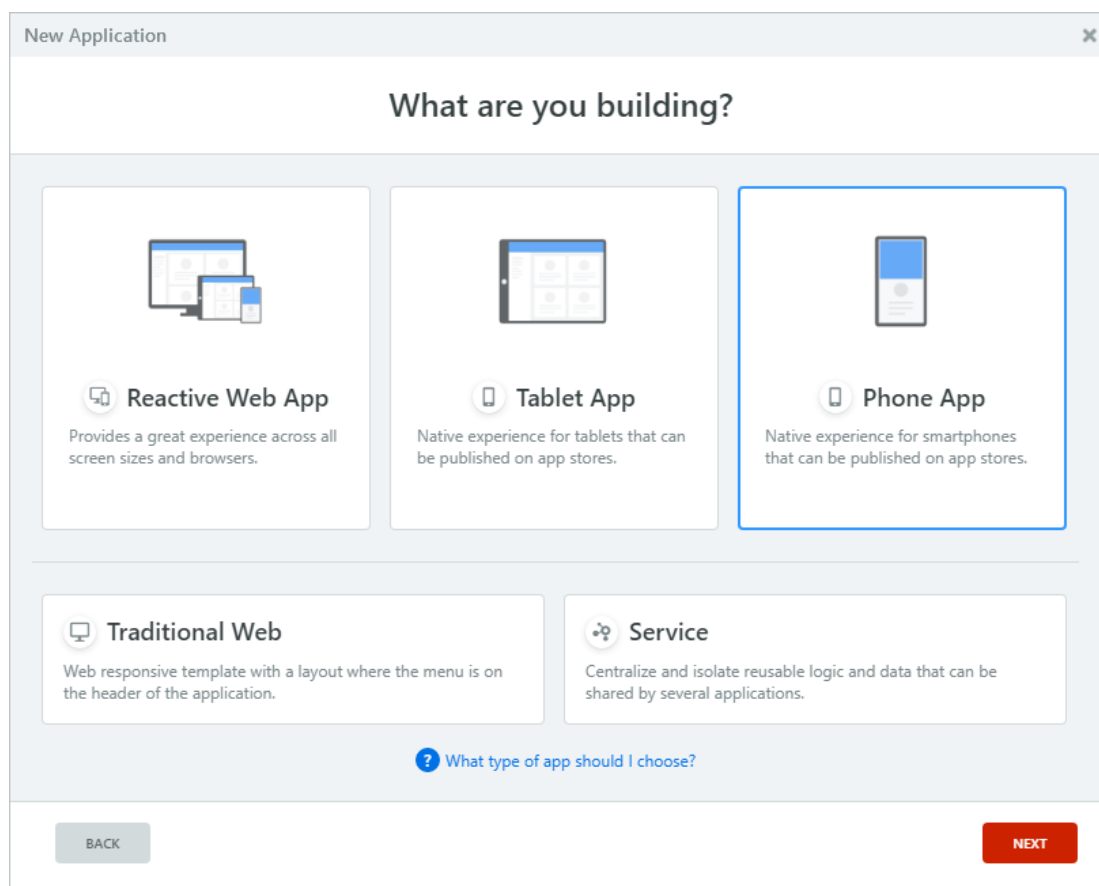 New Application
What are you building?
Reactive Web App
Provides a great experience across all
screen sizes and browsers.
Tablet App
Native experience for tablets that can
be published on app stores.
Phone App
Native experience for smartphones
that can be published on app stores.
Traditional Web
Web responsive template with a layout where the menu is on
the header of the application.
Service
Centralize and isolate reusable logic and data that can be
shared by several applications.
? What type of app should I choose?
BACK
NEXT